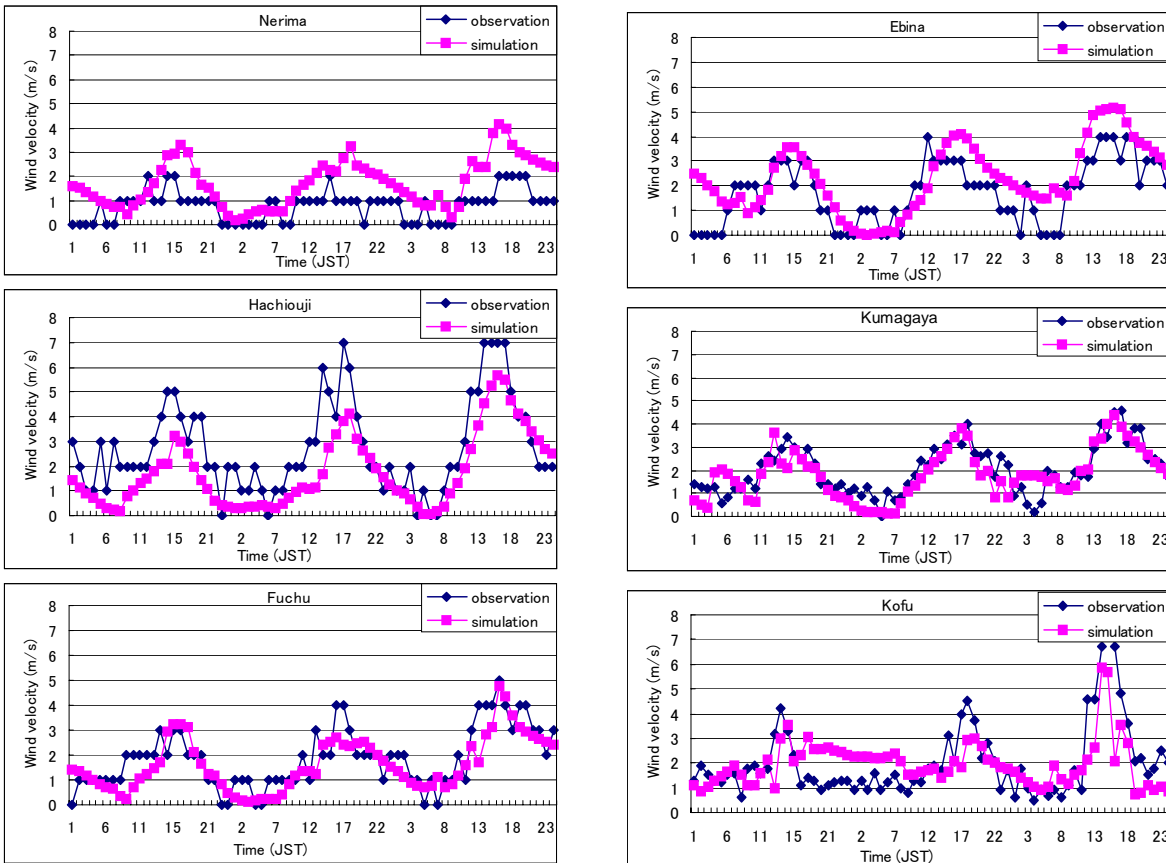 Nerima
observation
simulation
Wind velocity (m/s)
8
7
6
5
4
3
2
1
0
1 6 11 15 21 2 7 12 17 22 3 8 13 18 23
Time (JST)
Ebina
observation
simulation
Wind velocity (m/s)
8
7
6
5
4
3
2
1
0
1 6 11 15 21 2 7 12 17 22 3 8 13 18 23
Time (JST)
Hachiouji
observation
simulation
Wind velocity (m/s)
8
7
6
5
4
3
2
1
0
1 6 11 15 21 2 7 12 17 22 3 8 13 18 23
Time (JST)
Kumagaya
observation
simulation
Wind velocity (m/s)
8
7
6
5
4
3
2
1
0
1 6 11 15 21 2 7 12 17 22 3 8 13 18 23
Time (JST)
Fuchu
observation
simulation
Wind velocity (m/s)
8
7
6
5
4
3
2
1
0
1 6 11 15 21 2 7 12 17 22 3 8 13 18 23
Time (JST)
Kofu
observation
simulation
Wind velocity (m/s)
8
7
6
5
4
3
2
1
0
1 6 11 15 21 2 7 12 17 22 3 8 13 18 23
Time (JST)